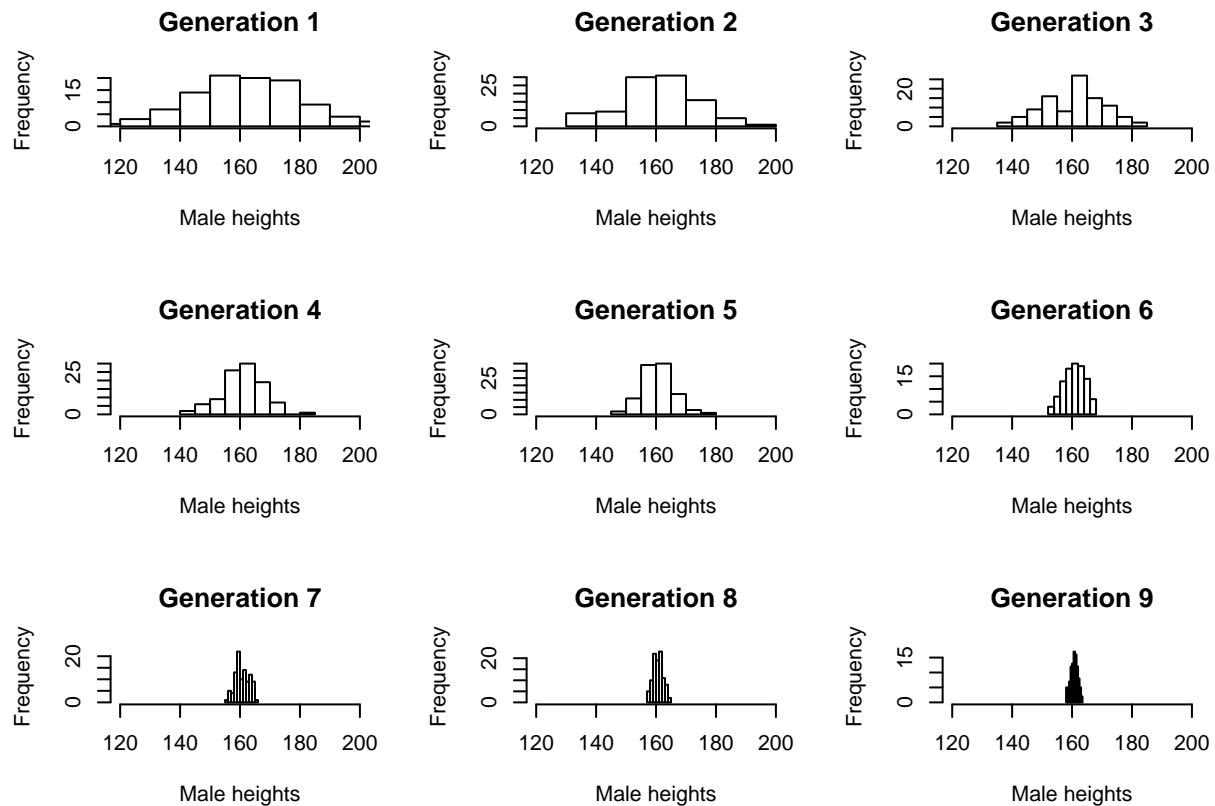 Generation 1
Frequency
0
15
120 140 160 180 200
Male heights
Generation 2
Frequency
0
25
120 140 160 180 200
Male heights
Generation 3
Frequency
0
20
120 140 160 180 200
Male heights
Generation 4
Frequency
0
25
120 140 160 180 200
Male heights
Generation 5
Frequency
0
25
120 140 160 180 200
Male heights
Generation 6
Frequency
0
15
120 140 160 180 200
Male heights
Generation 7
Frequency
0
20
120 140 160 180 200
Male heights
Generation 8
Frequency
0
20
120 140 160 180 200
Male heights
Generation 9
Frequency
0
15
120 140 160 180 200
Male heights